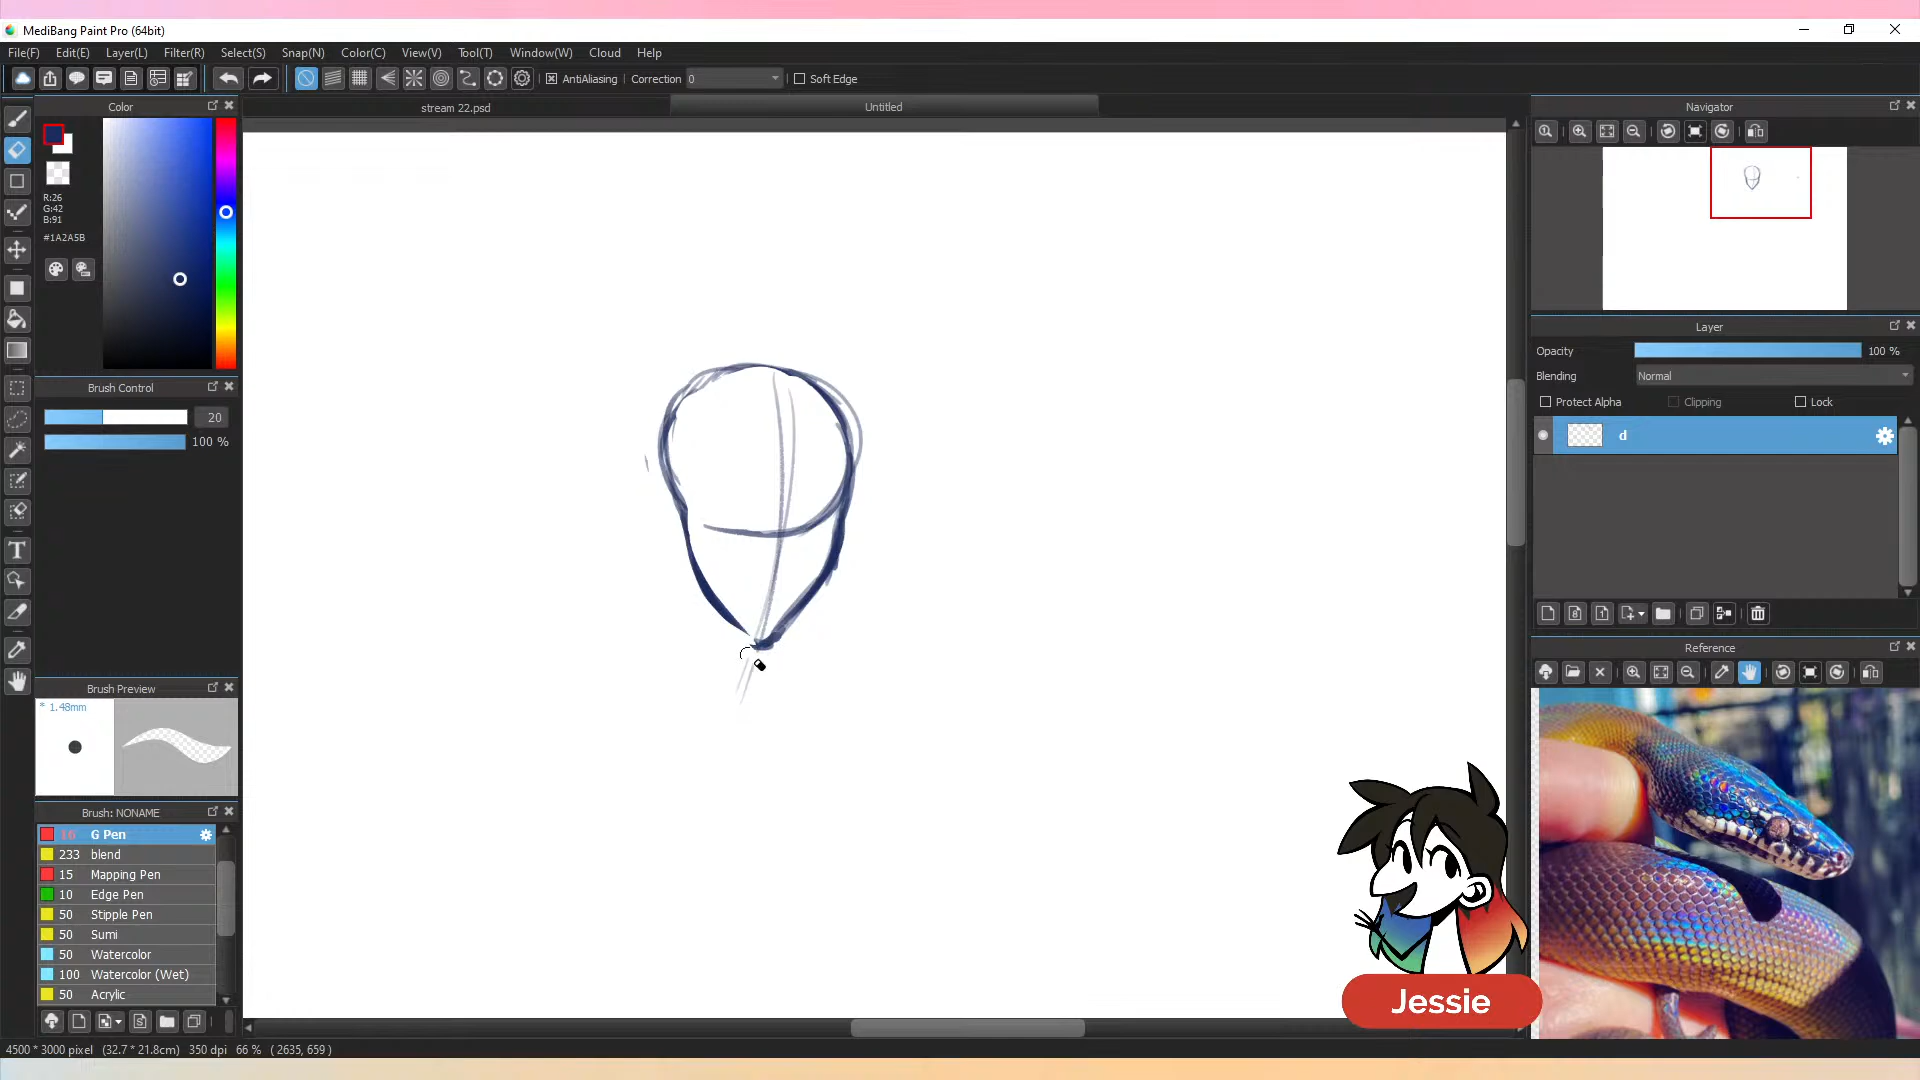 MediBang Paint Pro (64bit)
File(F) Edit(E) Layer(L) Filter(R) Select(S) Snap(N) Color(C) View(V) Tool(T) Window(W) Cloud Help
AntiAliasing Correction 0 Soft Edge
Color
stream 22.psd Untitled
Navigator
R:26
G:42
B:91
#1A2A5B
Layer
Opacity 100 %
Blending Normal
Protect Alpha Clipping Lock
d
Brush Control
20
100 %
T
Reference
Brush Preview
* 1.48mm
Brush: NONAME
16 G Pen
233 blend
15 Mapping Pen
10 Edge Pen
50 Stipple Pen
50 Sumi
50 Watercolor
100 Watercolor (Wet)
50 Acrylic
Jessie
4500 * 3000 pixel (32.7 * 21.8cm) 350 dpi 66 % ( 2635, 659 )